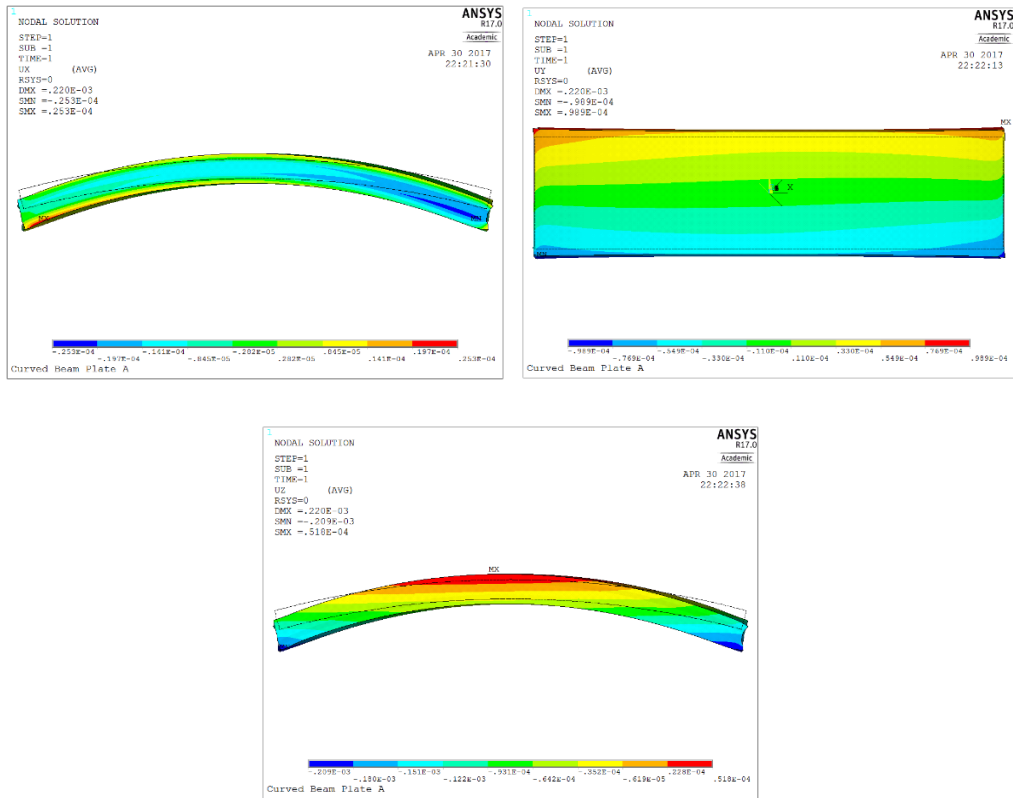 1
NODAL SOLUTION
STEP=1
SUB =1
TIME=1
UX (AVG)
RSYS=0
DMX =.220E-03
SMN =-.253E-04
SMX =.253E-04
ANSYS
R17.0
Academic
APR 30 2017
22:21:30
MX
MN
-.253E-04
-.197E-04
-.141E-04
-.845E-05
-.282E-05
.282E-05
.845E-05
.141E-04
.197E-04
.253E-04
Curved Beam Plate A
1
NODAL SOLUTION
STEP=1
SUB =1
TIME=1
UY (AVG)
RSYS=0
DMX =.220E-03
SMN =-.989E-04
SMX =.989E-04
ANSYS
R17.0
Academic
APR 30 2017
22:22:13
MX
X
MN
-.989E-04
-.769E-04
-.549E-04
-.330E-04
-.110E-04
.110E-04
.330E-04
.549E-04
.769E-04
.989E-04
Curved Beam Plate A
1
NODAL SOLUTION
STEP=1
SUB =1
TIME=1
UZ (AVG)
RSYS=0
DMX =.220E-03
SMN =-.209E-03
SMX =.518E-04
ANSYS
R17.0
Academic
APR 30 2017
22:22:38
MX
-.209E-03
-.180E-03
-.151E-03
-.122E-03
-.931E-04
-.642E-04
-.352E-04
-.619E-05
.228E-04
.518E-04
Curved Beam Plate A